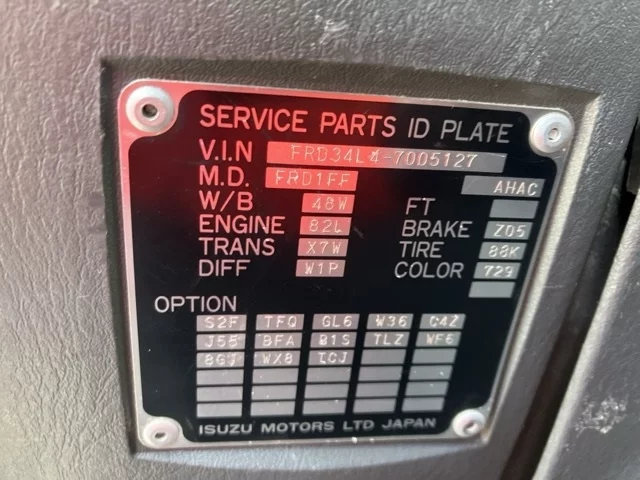 SERVICE PARTS ID PLATE
V.I.N FRD34L4-7005127
M.D. FRD1FF AHAC
W/B 48W FT
ENGINE 82L BRAKE Z05
TRANS X7W TIRE 88K
DIFF W1P COLOR 729
OPTION
S2F TFQ GL6 W36 C4Z
J55 BFA B1S TLZ WF6
8GJ WX8 ICJ
ISUZU MOTORS LTD JAPAN